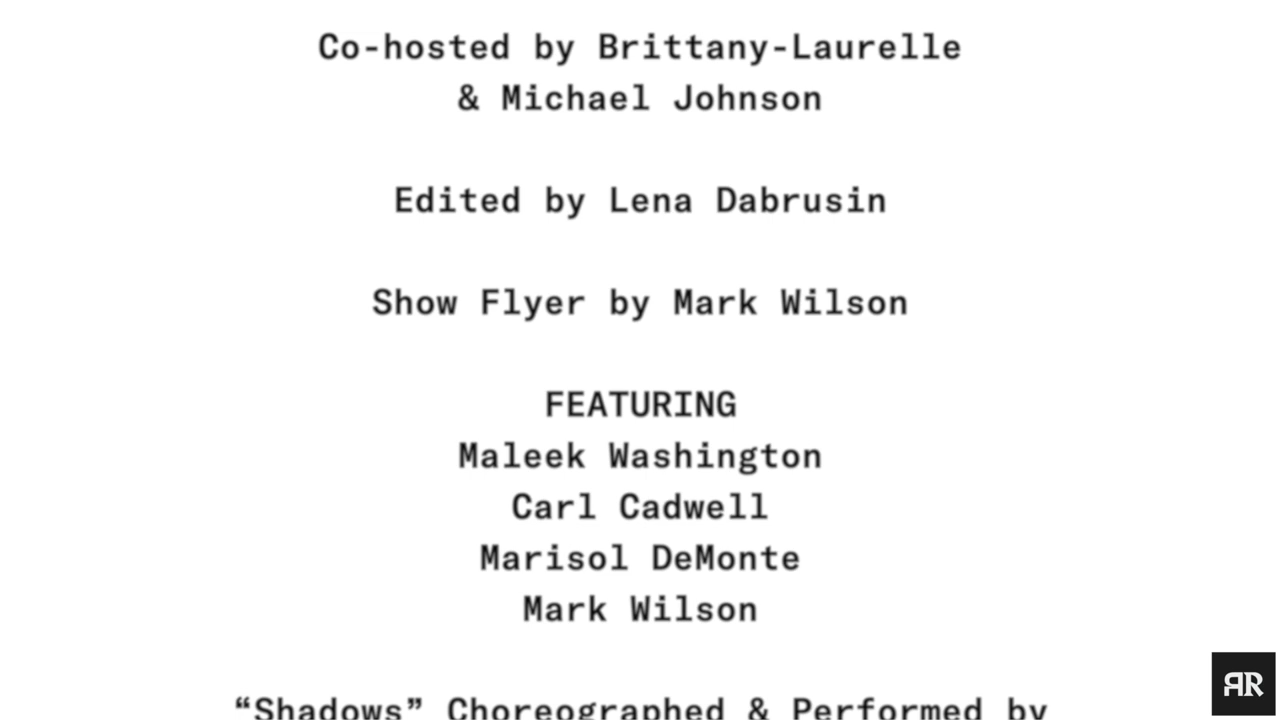 Co-hosted by Brittany-Laurelle
& Michael Johnson
Edited by Lena Dabrusin
Show Flyer by Mark Wilson
FEATURING
Maleek Washington
Carl Cadwell
Marisol DeMonte
Mark Wilson
“Shadows” Choreographed & Performed by
RR